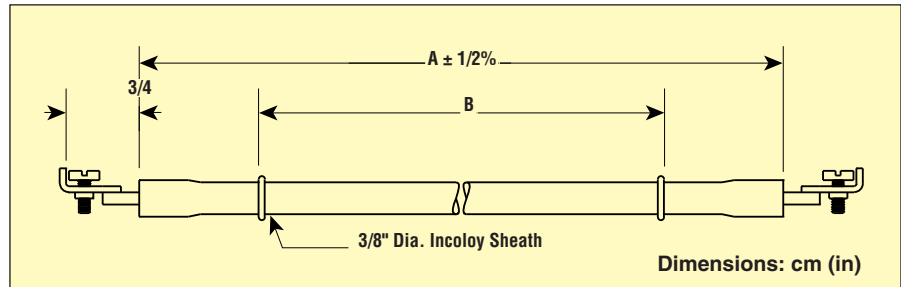 A ± 1/2%
3/4
B
3/8" Dia. Incoloy Sheath
Dimensions: cm (in)